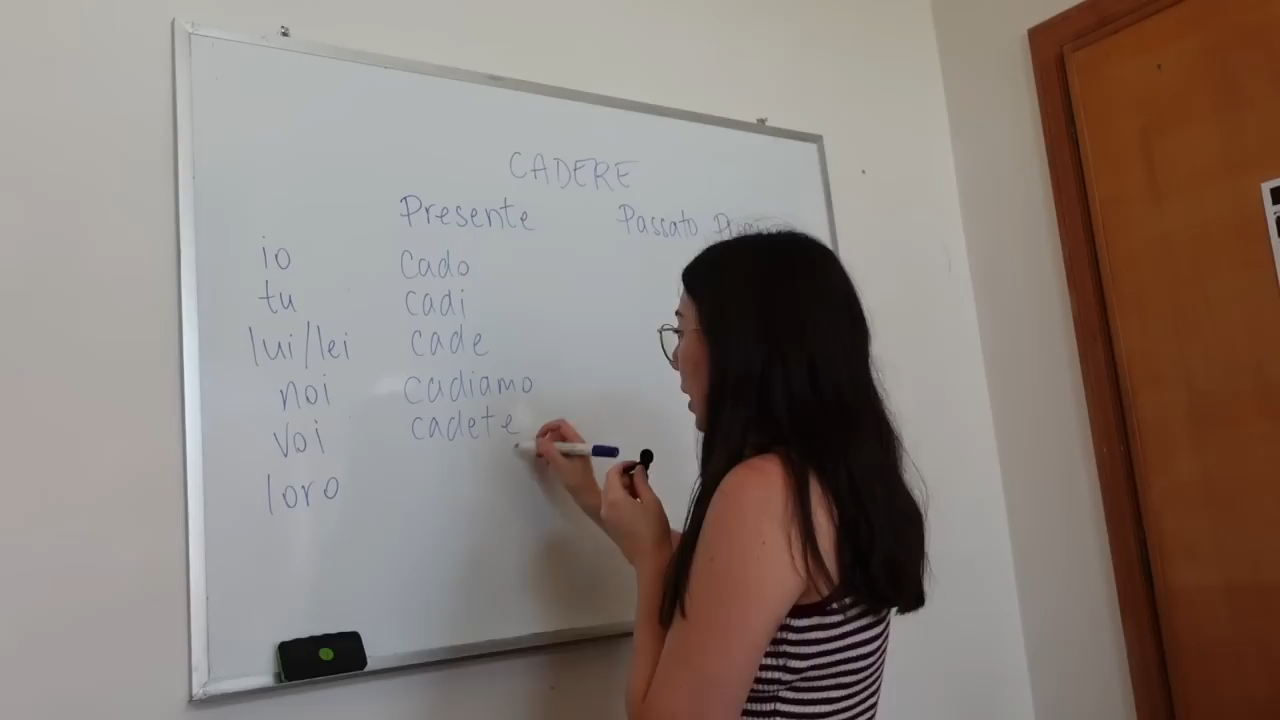 CADERE
Presente Passato
io cado
tu cadi
lui/lei cade
noi cadiamo
voi cadete
loro